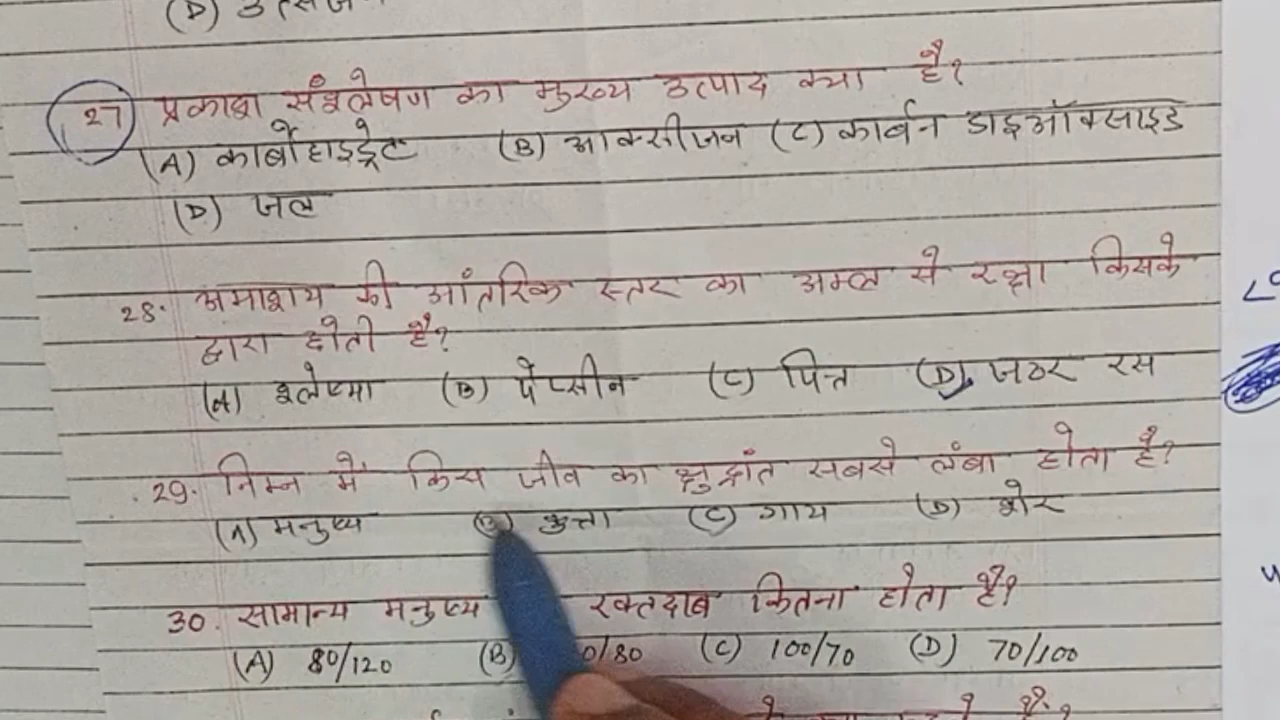 (D)
27 प्रकाश संश्लेषण का मुख्य उत्पाद क्या है?
(A) कार्बोहाइड्रेट (B) आक्सीजन (C) कार्बन डाइऑक्साइड
(D) जल
28. अमाशय की आंतरिक स्तर का अम्ल से रक्षा किसके
द्वारा होती है?
(A) श्लेष्मा (B) पेप्सीन (C) पित्त (D) जठर रस
29. निम्न में किस जीव का क्षुद्रांत सबसे लंबा होता है?
(A) मनुष्य (B) कुत्ता (C) गाय (D) शेर
30. सामान्य मनुष्य रक्तदाब कितना होता है?
(A) 80/120 (B) 0/80 (C) 100/70 (D) 70/100